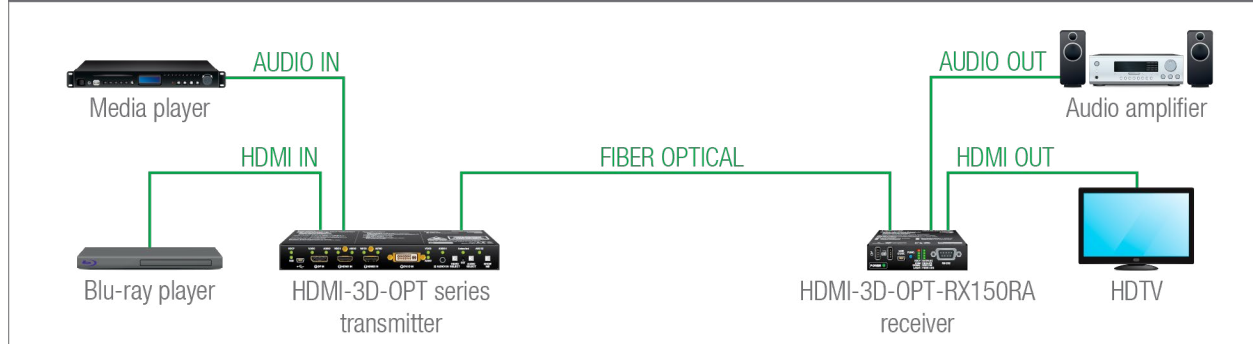 AUDIO IN
AUDIO OUT
Media player
Audio amplifier
HDMI IN
FIBER OPTICAL
HDMI OUT
Blu-ray player
HDMI-3D-OPT series
transmitter
HDMI-3D-OPT-RX150RA
receiver
HDTV